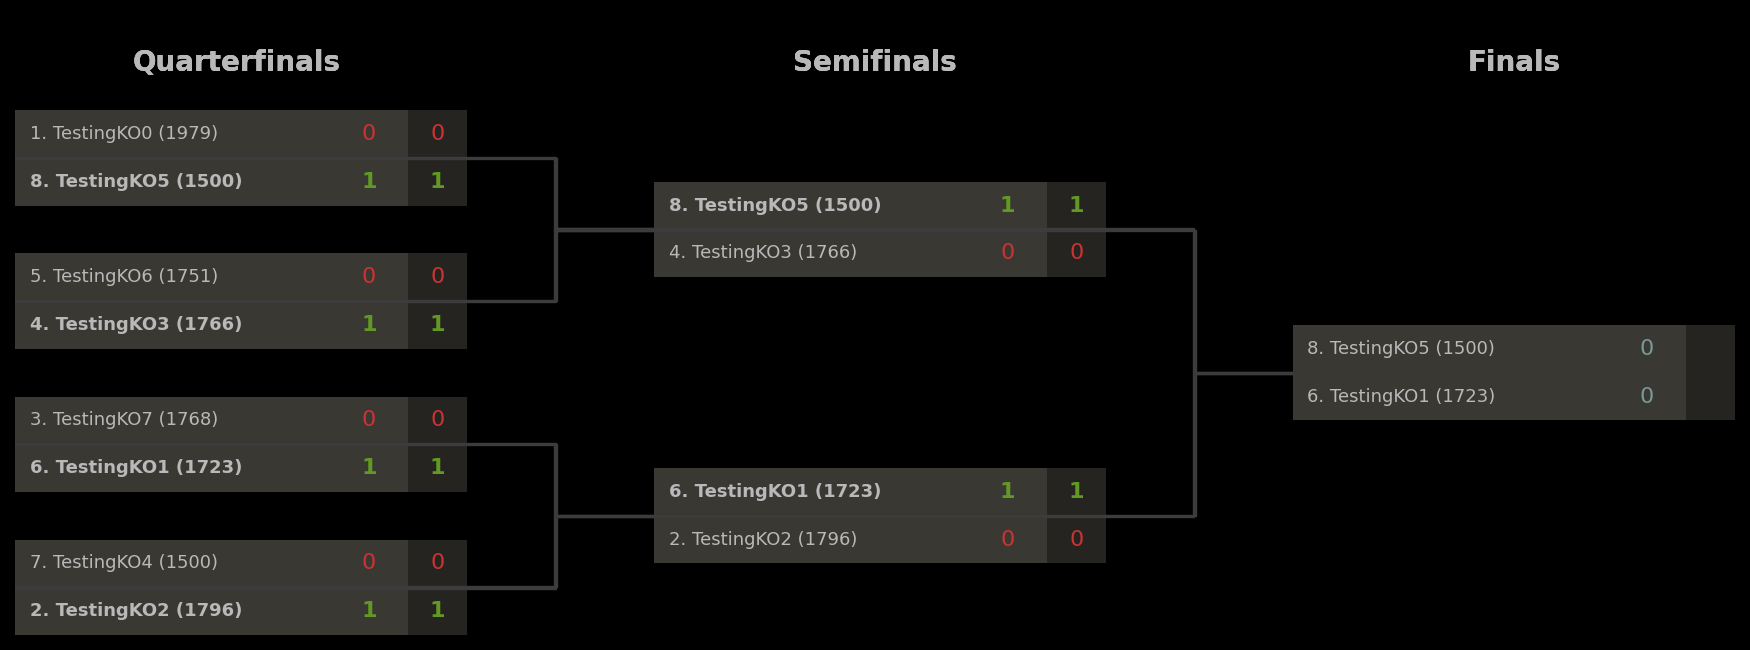 Quarterfinals
1. TestingKO0 (1979) 0 0
8. TestingKO5 (1500) 1 1
5. TestingKO6 (1751) 0 0
4. TestingKO3 (1766) 1 1
3. TestingKO7 (1768) 0 0
6. TestingKO1 (1723) 1 1
7. TestingKO4 (1500) 0 0
2. TestingKO2 (1796) 1 1
Semifinals
8. TestingKO5 (1500) 1 1
4. TestingKO3 (1766) 0 0
6. TestingKO1 (1723) 1 1
2. TestingKO2 (1796) 0 0
Finals
8. TestingKO5 (1500) 0
6. TestingKO1 (1723) 0